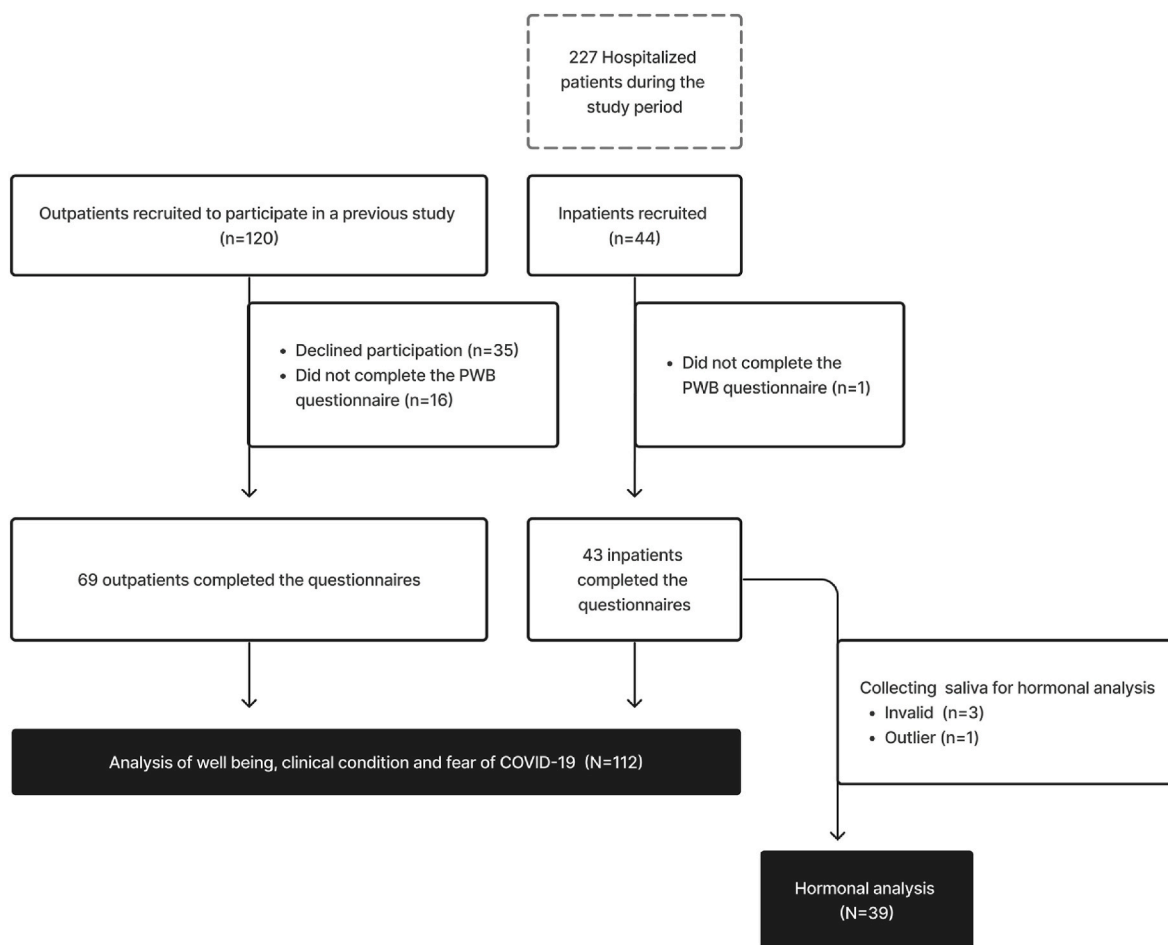 227 Hospitalized
patients during the
study period
Outpatients recruited to participate in a previous study
(n=120)
Inpatients recruited
(n=44)
• Declined participation (n=35)
• Did not complete the PWB
questionnaire (n=16)
• Did not complete the
PWB questionnaire (n=1)
69 outpatients completed the questionnaires
43 inpatients
completed the
questionnaires
Collecting saliva for hormonal analysis
• Invalid (n=3)
• Outlier (n=1)
Analysis of well being, clinical condition and fear of COVID-19 (N=112)
Hormonal analysis
(N=39)